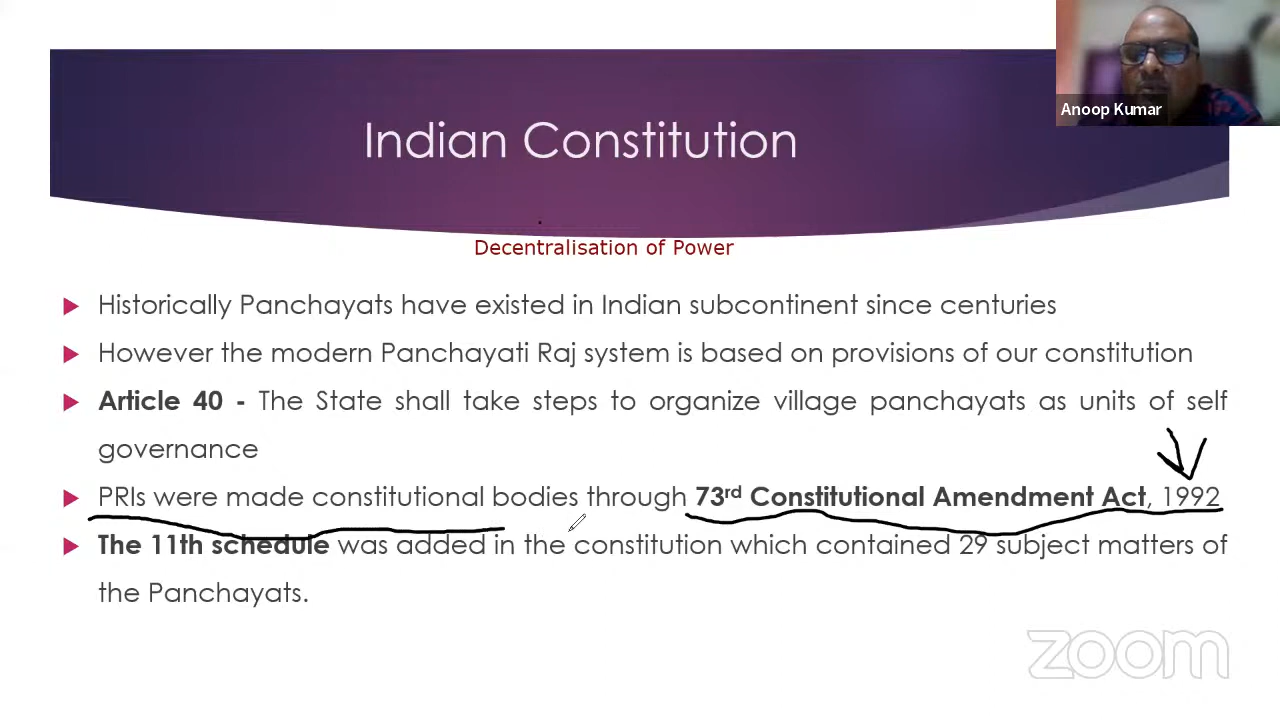 Anoop Kumar
Indian Constitution
Decentralisation of Power
Historically Panchayats have existed in Indian subcontinent since centuries
However the modern Panchayati Raj system is based on provisions of our constitution
Article 40 - The State shall take steps to organize village panchayats as units of self
governance
PRIs were made constitutional bodies through 73rd Constitutional Amendment Act, 1992
The 11th schedule was added in the constitution which contained 29 subject matters of
the Panchayats.
zoom